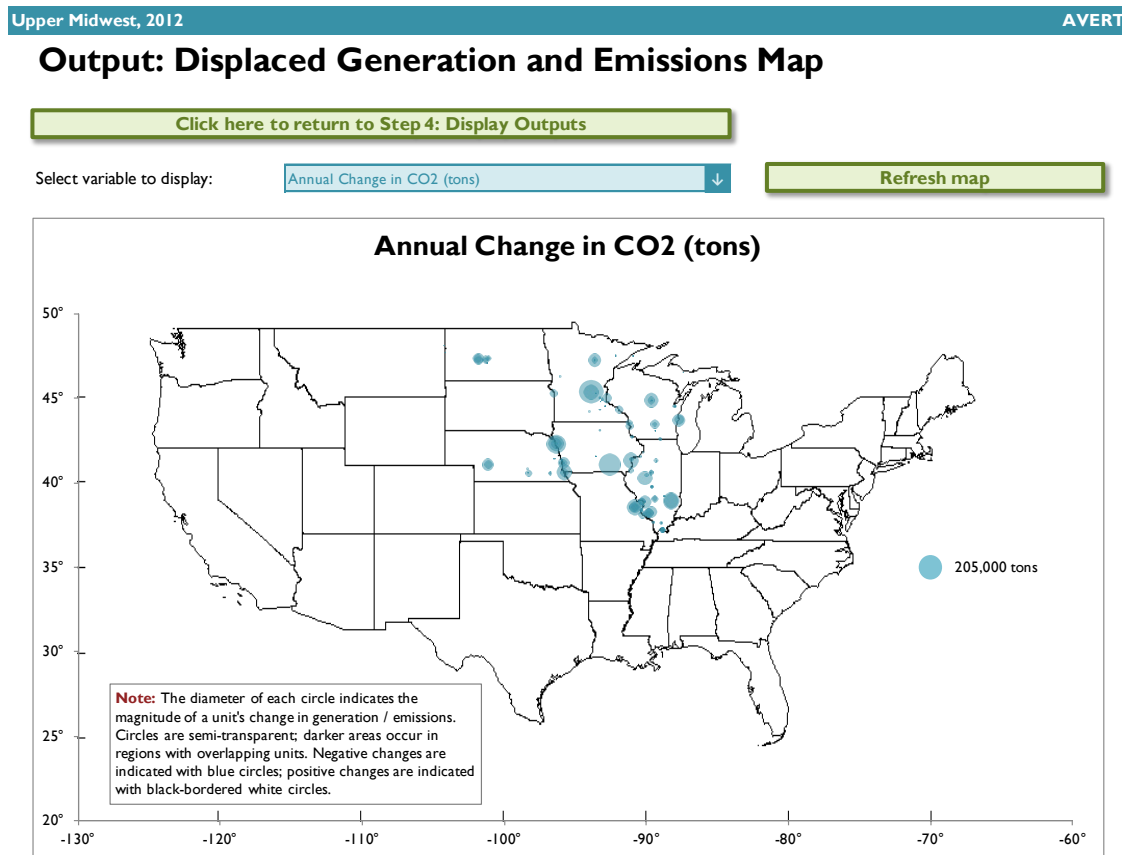 Upper Midwest, 2012 AVERT
Output: Displaced Generation and Emissions Map
Click here to return to Step 4: Display Outputs
Select variable to display: Annual Change in CO2 (tons) ↓ Refresh map
Annual Change in CO2 (tons)
50°
45°
40°
35°
205,000 tons
30°
Note: The diameter of each circle indicates the
magnitude of a unit's change in generation / emissions.
Circles are semi-transparent; darker areas occur in
regions with overlapping units. Negative changes are
indicated with blue circles; positive changes are indicated
with black-bordered white circles.
25°
20°
-130° -120° -110° -100° -90° -80° -70° -60°